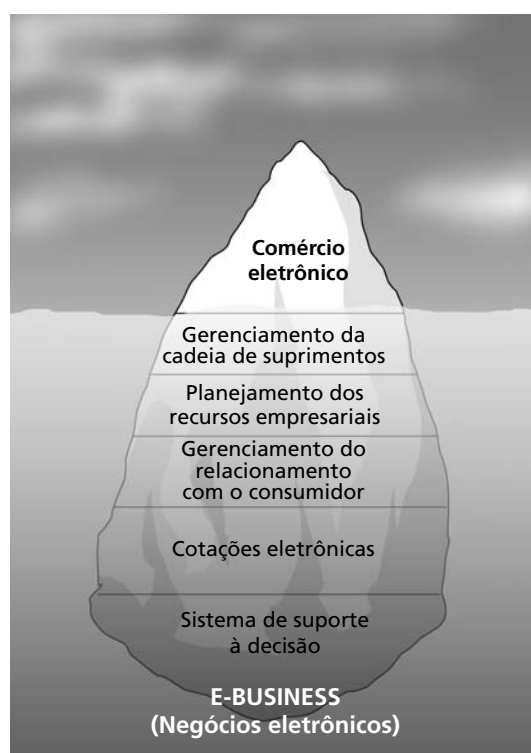 Comércio
eletrônico
Gerenciamento da
cadeia de suprimentos
Planejamento dos
recursos empresariais
Gerenciamento do
relacionamento
com o consumidor
Cotações eletrônicas
Sistema de suporte
à decisão
E-BUSINESS
(Negócios eletrônicos)